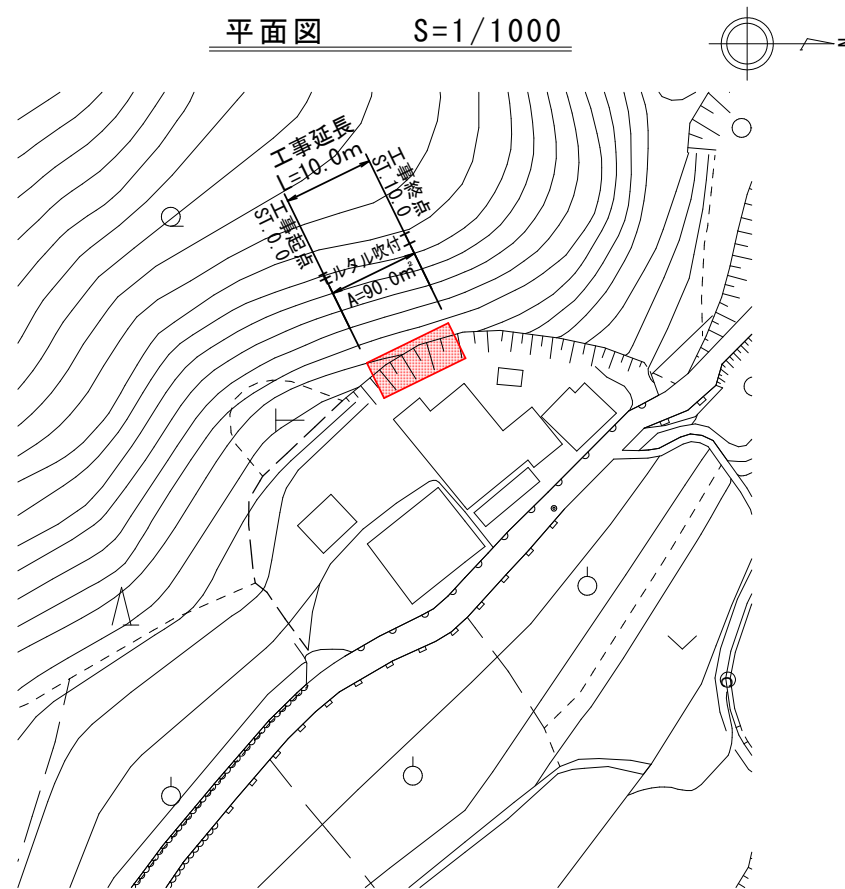 平面図 S=1/1000
N
工事延長
L=10.0m
工事起点
ST.0.0
工事終点
ST.10.0
モルタル吹付工
A=90.0㎡